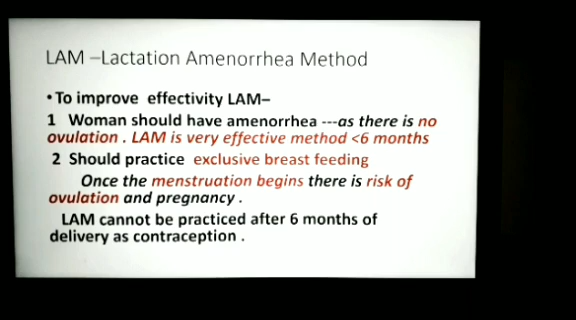 LAM –Lactation Amenorrhea Method
• To improve effectivity LAM–
1 Woman should have amenorrhea ---as there is no
ovulation . LAM is very effective method <6 months
2 Should practice exclusive breast feeding
Once the menstruation begins there is risk of
ovulation and pregnancy .
LAM cannot be practiced after 6 months of
delivery as contraception .